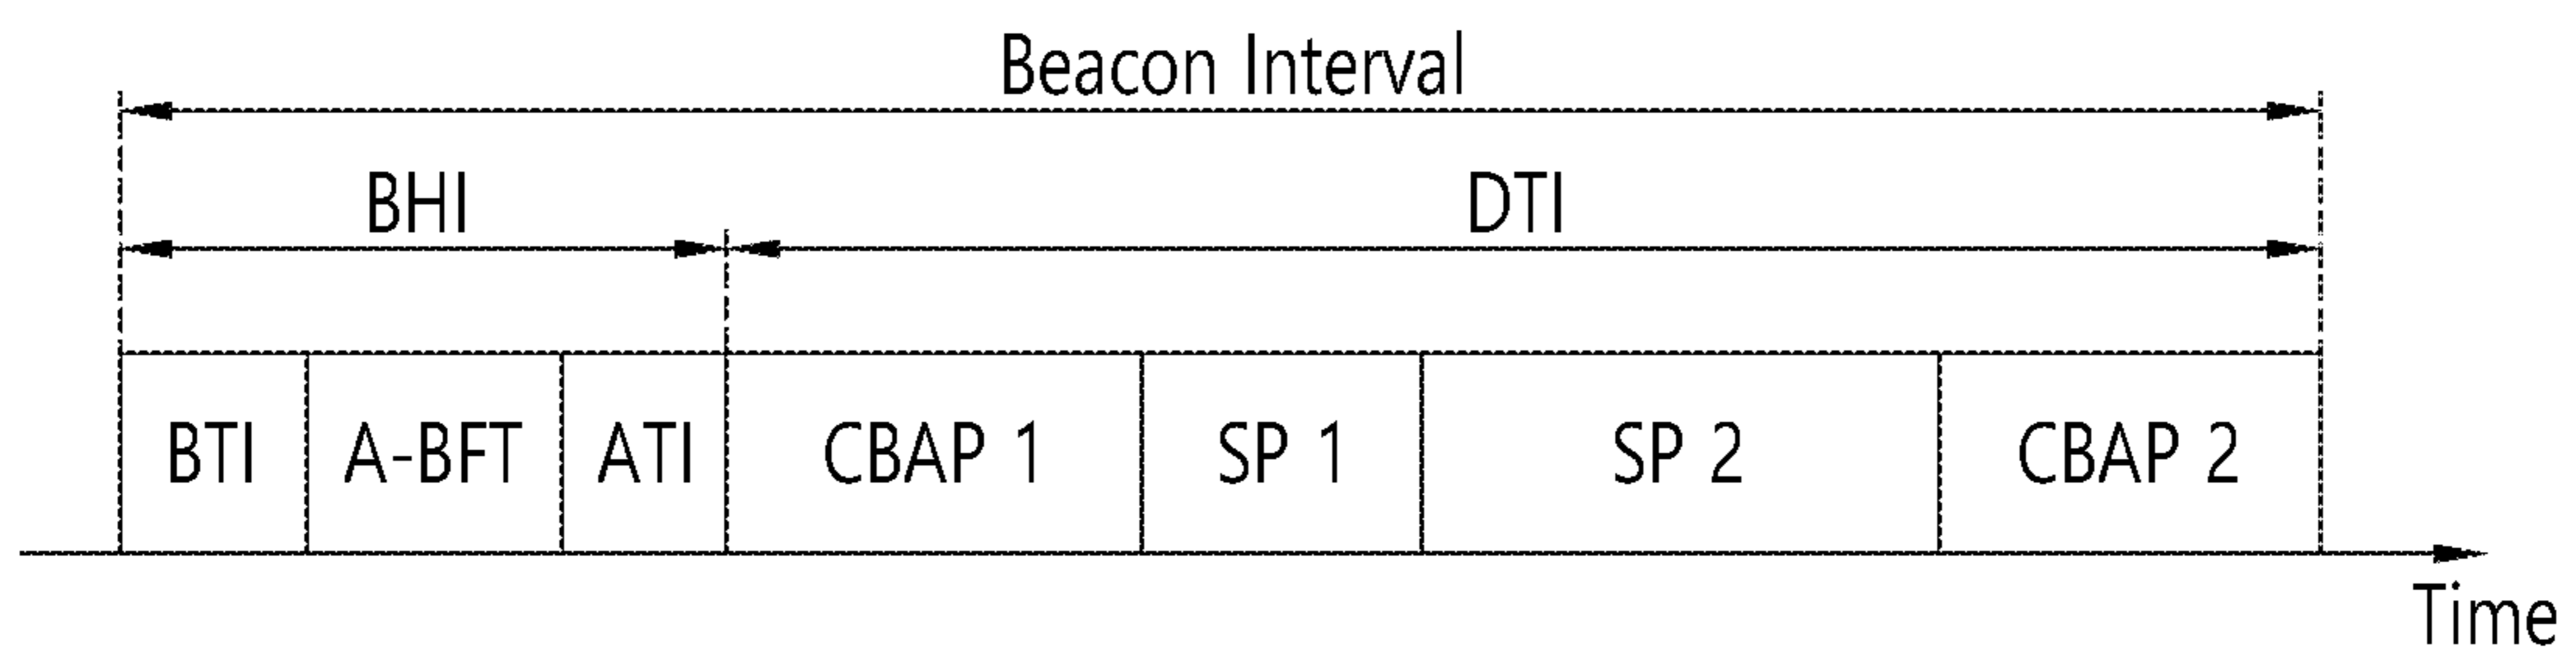 Beacon Interval
BHI DTI
BTI A-BFT ATI CBAP 1 SP 1 SP 2 CBAP 2
Time